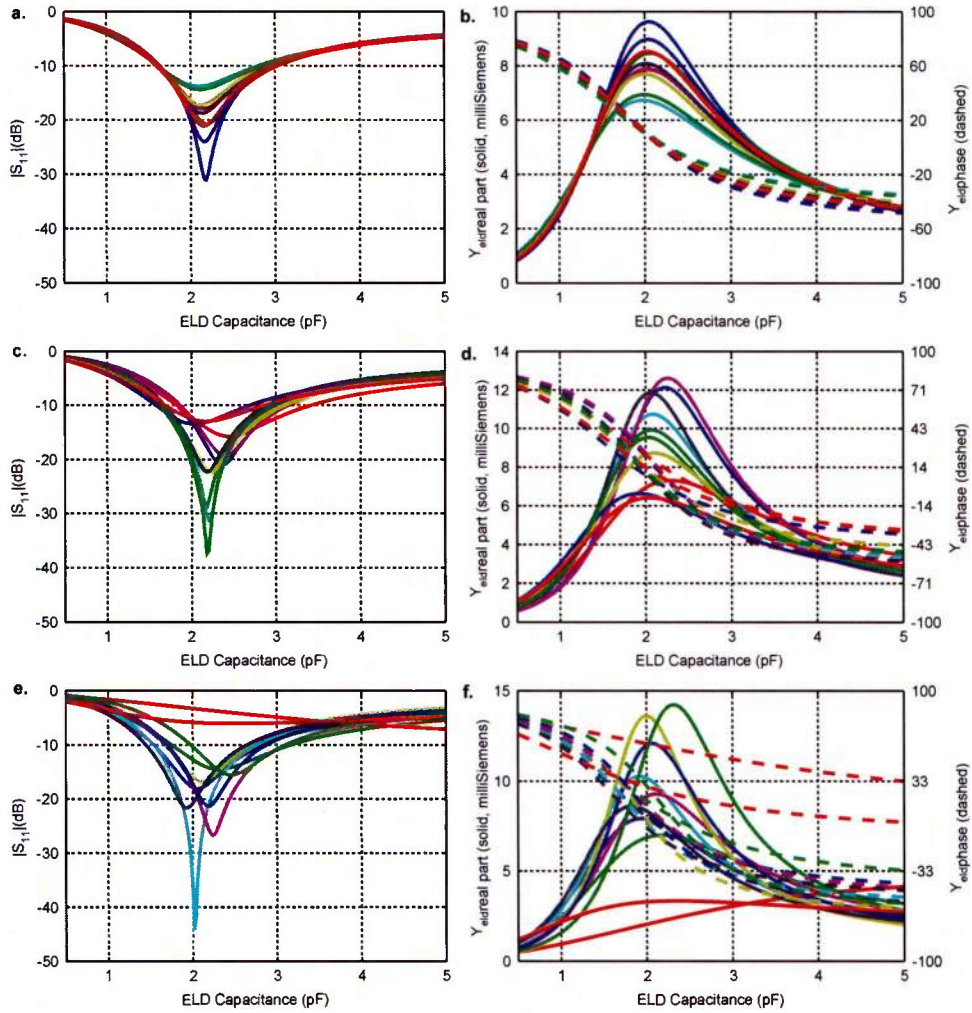 a.
0
-10
-20
-30
-40
-50
|S11|(dB)
1 2 3 4 5
ELD Capacitance (pF)
b.
10
8
6
4
2
0
Yeldreal part (solid, milliSiemens)
100
60
20
-20
-60
-100
Yeldphase (dashed)
1 2 3 4 5
ELD Capacitance (pF)
c.
0
-10
-20
-30
-40
-50
|S11|(dB)
1 2 3 4 5
ELD Capacitance (pF)
d.
14
12
10
8
6
4
2
0
Yeldreal part (solid, milliSiemens)
100
71
43
14
-14
-43
-71
-100
Yeldphase (dashed)
1 2 3 4 5
ELD Capacitance (pF)
e.
0
-10
-20
-30
-40
-50
|S11|(dB)
1 2 3 4 5
ELD Capacitance (pF)
f.
15
10
5
0
Yeldreal part (solid, milliSiemens)
100
33
-33
-100
Yeldphase (dashed)
1 2 3 4 5
ELD Capacitance (pF)